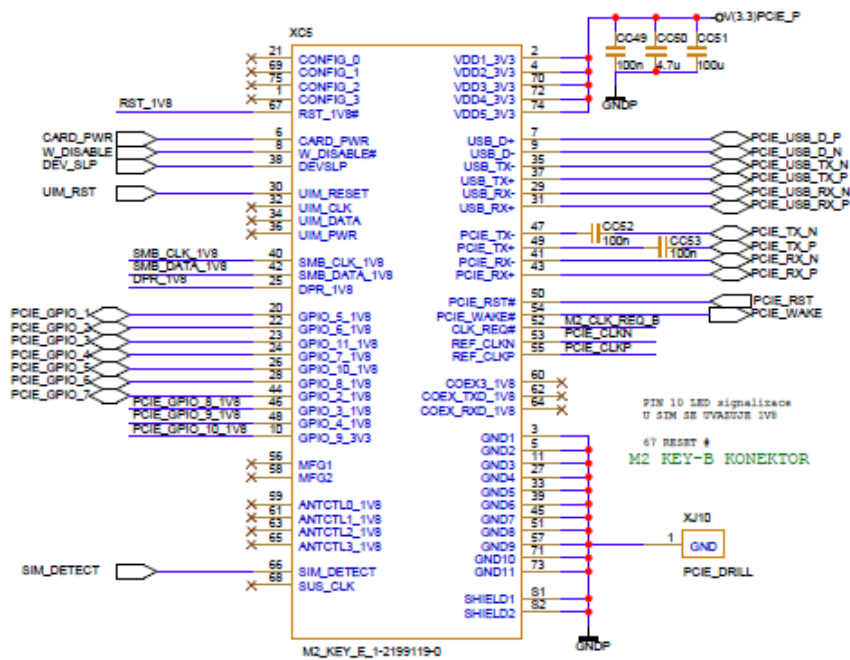 XC5
V(3.3)PCIE_P
CC49 CC50 CC51
100n 4.7u 100u
GNDP
21 CONFIG_0
69 CONFIG_1
75 CONFIG_2
1 CONFIG_3
RST_1V8 67 RST_1V8#
CARD_PWR 6 CARD_PWR
W_DISABLE 8 W_DISABLE#
DEV_SLP 38 DEVSLP
UIM_RST 30 UIM_RESET
32 UIM_CLK
34 UIM_DATA
36 UIM_PWR
SMB_CLK_1V8 40 SMB_CLK_1V8
SMB_DATA_1V8 42 SMB_DATA_1V8
DPR_1V8 25 DPR_1V8
PCIE_GPIO_1 20 GPIO_5_1V8
PCIE_GPIO_2 22 GPIO_6_1V8
PCIE_GPIO_3 23 GPIO_11_1V8
PCIE_GPIO_4 24 GPIO_7_1V8
PCIE_GPIO_5 26 GPIO_10_1V8
PCIE_GPIO_6 28 GPIO_8_1V8
PCIE_GPIO_7 44 GPIO_2_1V8
PCIE_GPIO_8_1V8 46 GPIO_3_1V8
PCIE_GPIO_9_1V8 48 GPIO_4_1V8
PCIE_GPIO_10_1V8 10 GPIO_9_3V3
56 MFG1
58 MFG2
59 ANTCTL0_1V8
61 ANTCTL1_1V8
63 ANTCTL2_1V8
65 ANTCTL3_1V8
SIM_DETECT 66 SIM_DETECT
68 SUS_CLK
VDD1_3V3 2
VDD2_3V3 4
VDD3_3V3 70
VDD4_3V3 72
VDD5_3V3 74
USB_D+ 7 PCIE_USB_D_P
USB_D- 9 PCIE_USB_D_N
USB_TX- 35 PCIE_USB_TX_N
USB_TX+ 37 PCIE_USB_TX_P
USB_RX- 29 PCIE_USB_RX_N
USB_RX+ 31 PCIE_USB_RX_P
PCIE_TX- 47 CC52 100n PCIE_TX_N
PCIE_TX+ 49 CC53 100n PCIE_TX_P
PCIE_RX- 41 PCIE_RX_N
PCIE_RX+ 43 PCIE_RX_P
PCIE_RST# 50 PCIE_RST
PCIE_WAKE# 54 PCIE_WAKE
CLK_REQ# 52 M2_CLK_REQ_B
REF_CLKN 53 PCIE_CLKN
REF_CLKP 55 PCIE_CLKP
COEX3_1V8 60
COEX_TXD_1V8 62
COEX_RXD_1V8 64
GND1 3
GND2 5
GND3 11
GND4 27
GND5 33
GND6 39
GND7 45
GND8 51
GND9 57
GND10 71
GND11 73
SHIELD1 S1
SHIELD2 S2
GNDP
PIN 10 LED signalizace
U SIM SE UVAZUJE 1V8
67 RESET #
M2 KEY-B KONEKTOR
XJ10
1 GND
PCIE_DRILL
M2_KEY_E_1-2199119-0